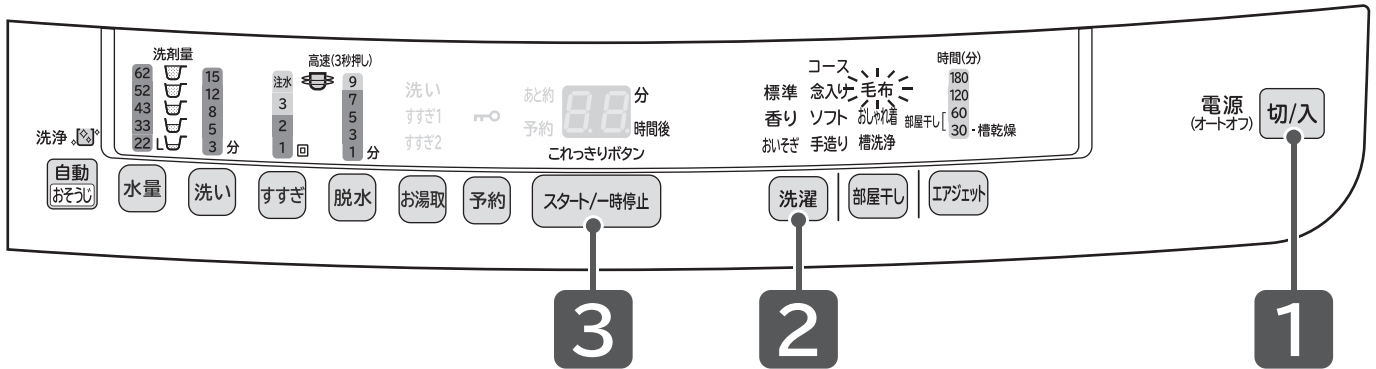 洗浄
自動
おそうじ
洗剤量
62
52
43
33
22 L
15
12
8
5
3 分
注水
3
2
1 回
高速(3秒押し)
9
7
5
3
1 分
洗い
すすぎ1
すすぎ2
あと約
予約
88
分
時間後
これっきりボタン
コース
標準 念入り 毛布
香り ソフト おしゃれ着
おいそぎ 手造り 槽洗浄
時間(分)
180
120
部屋干し[ 60
30 - 槽乾燥
電源
(オートオフ)
切/入
水量
洗い
すすぎ
脱水
お湯取
予約
スタート/一時停止
洗濯
部屋干し
エアジェット
3
2
1